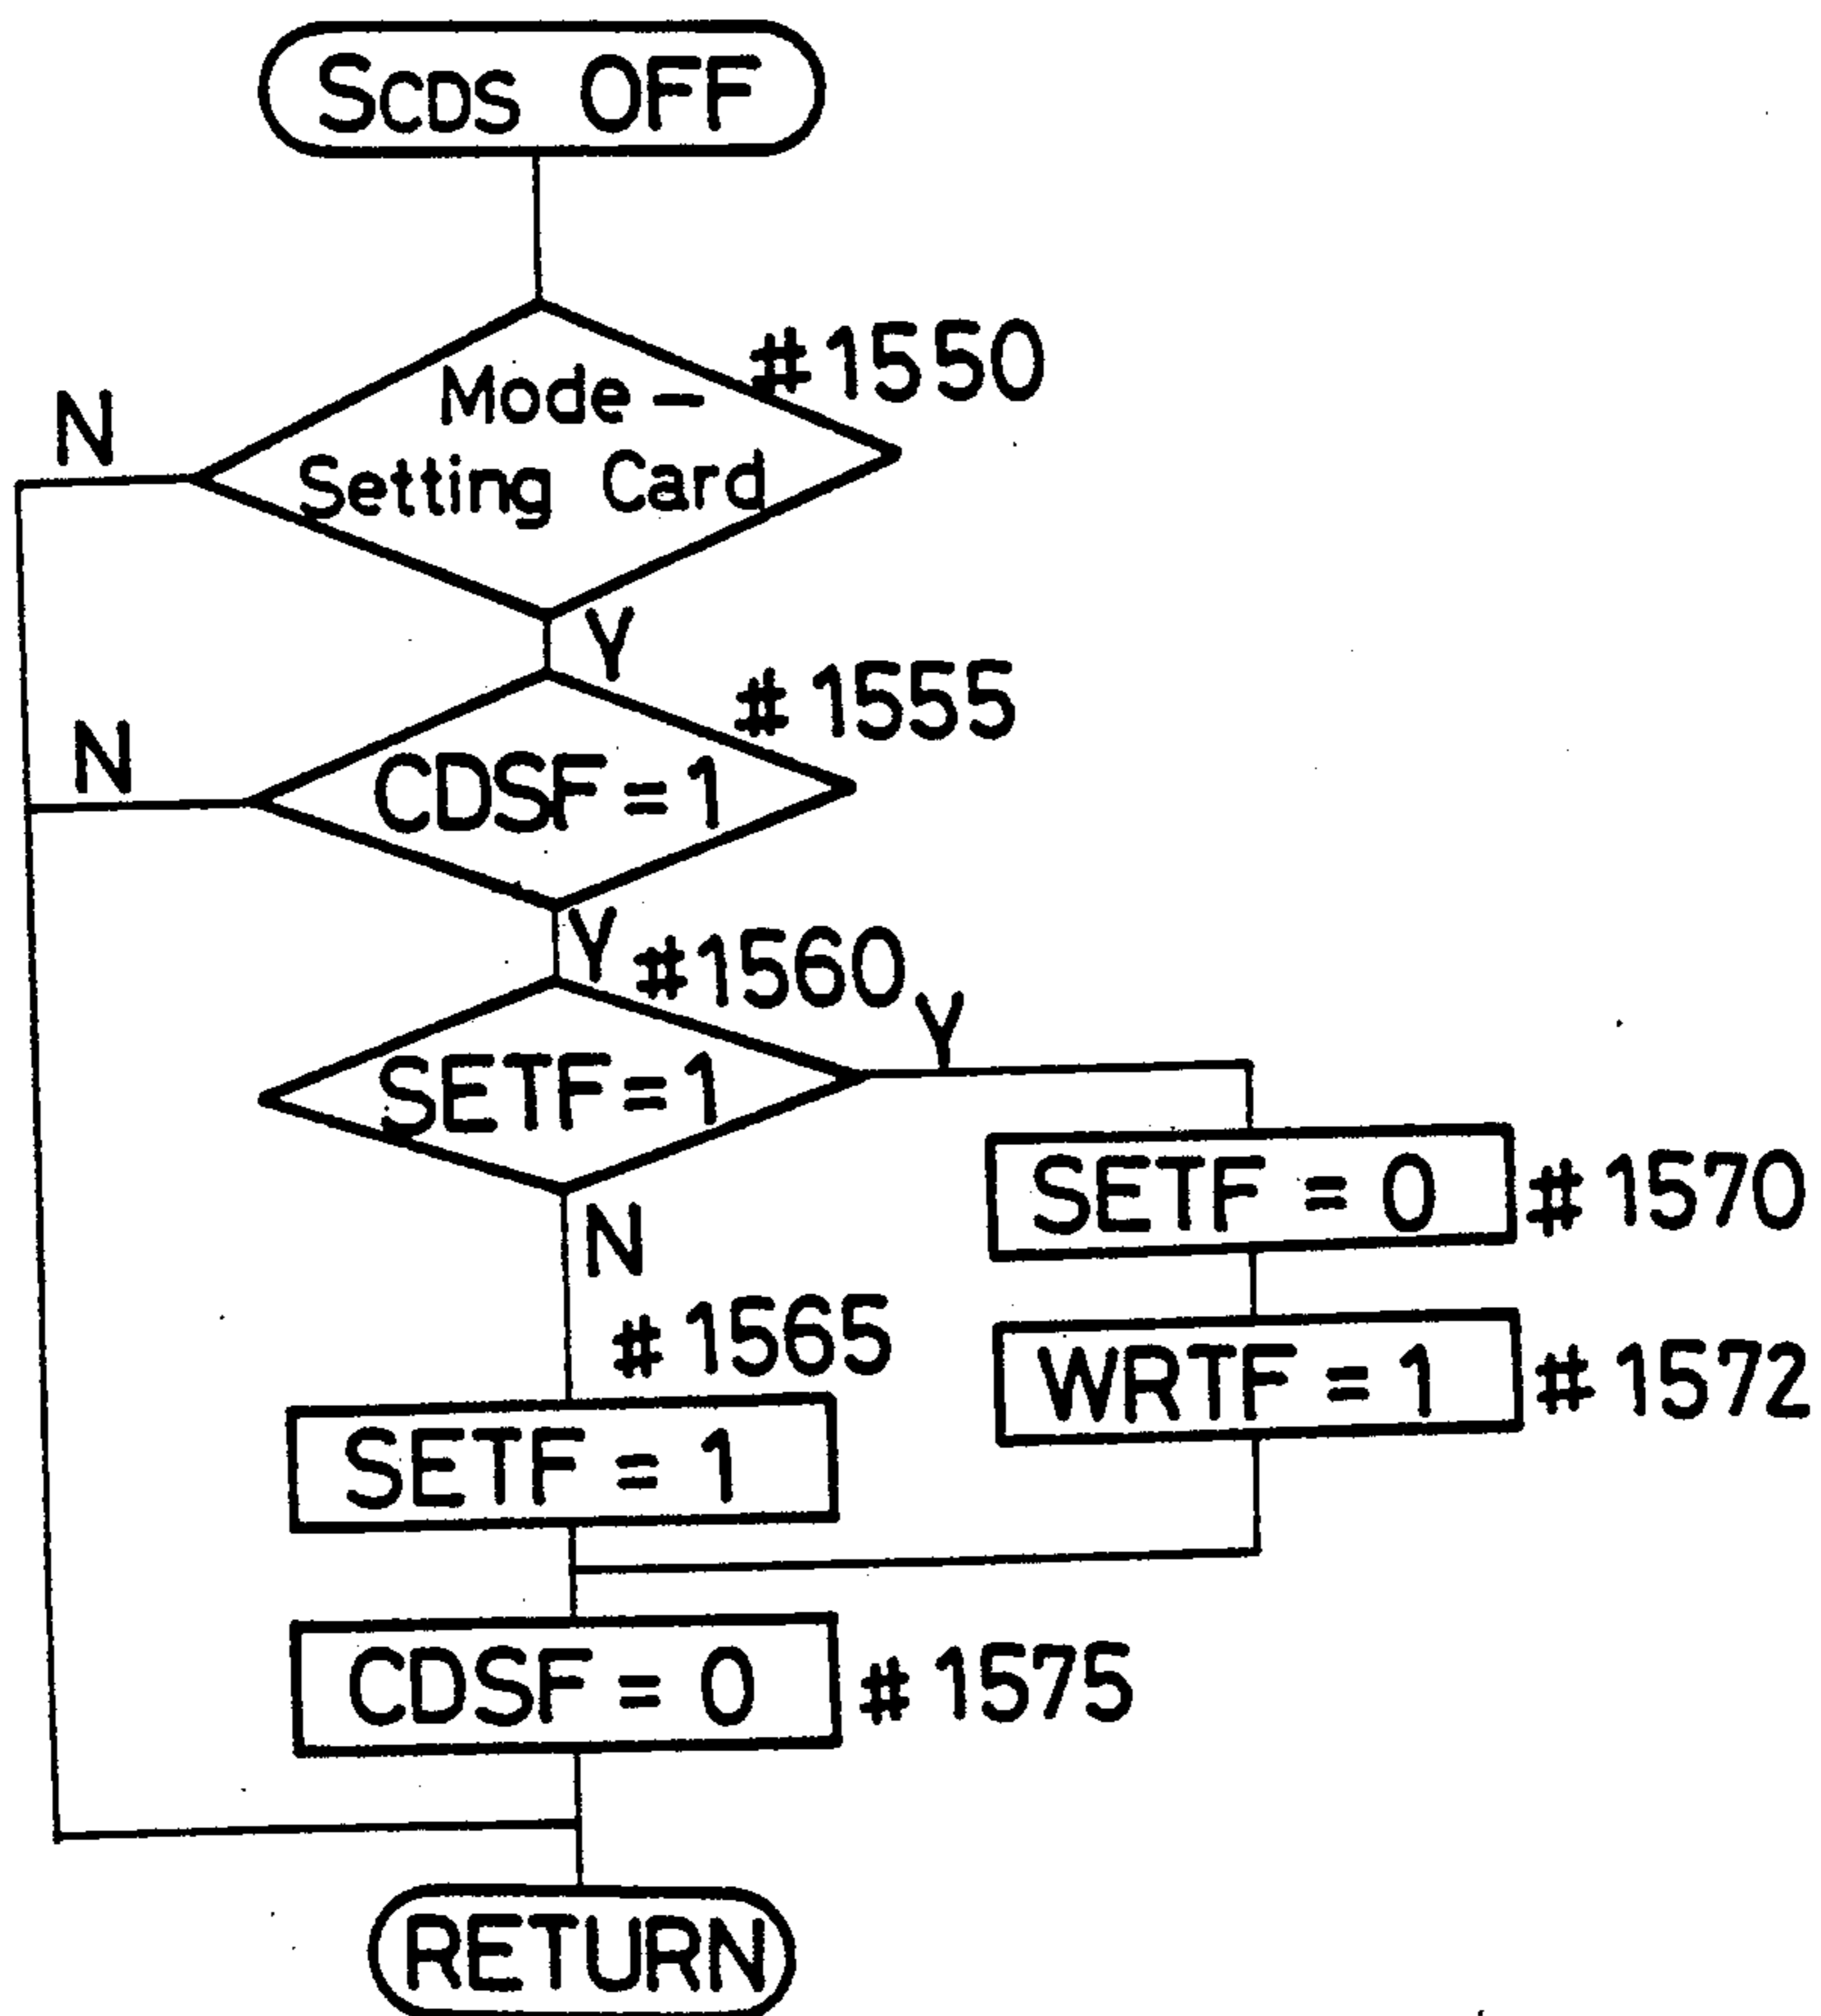 SCDS OFF
#1550
Mode-
Setting Card
N
Y
#1555
N
CDSF=1
Y
#1560
Y
SETF=1
N
SETF = 0
#1570
#1565
WRTF = 1
#1572
SETF = 1
CDSF = 0
#1575
RETURN